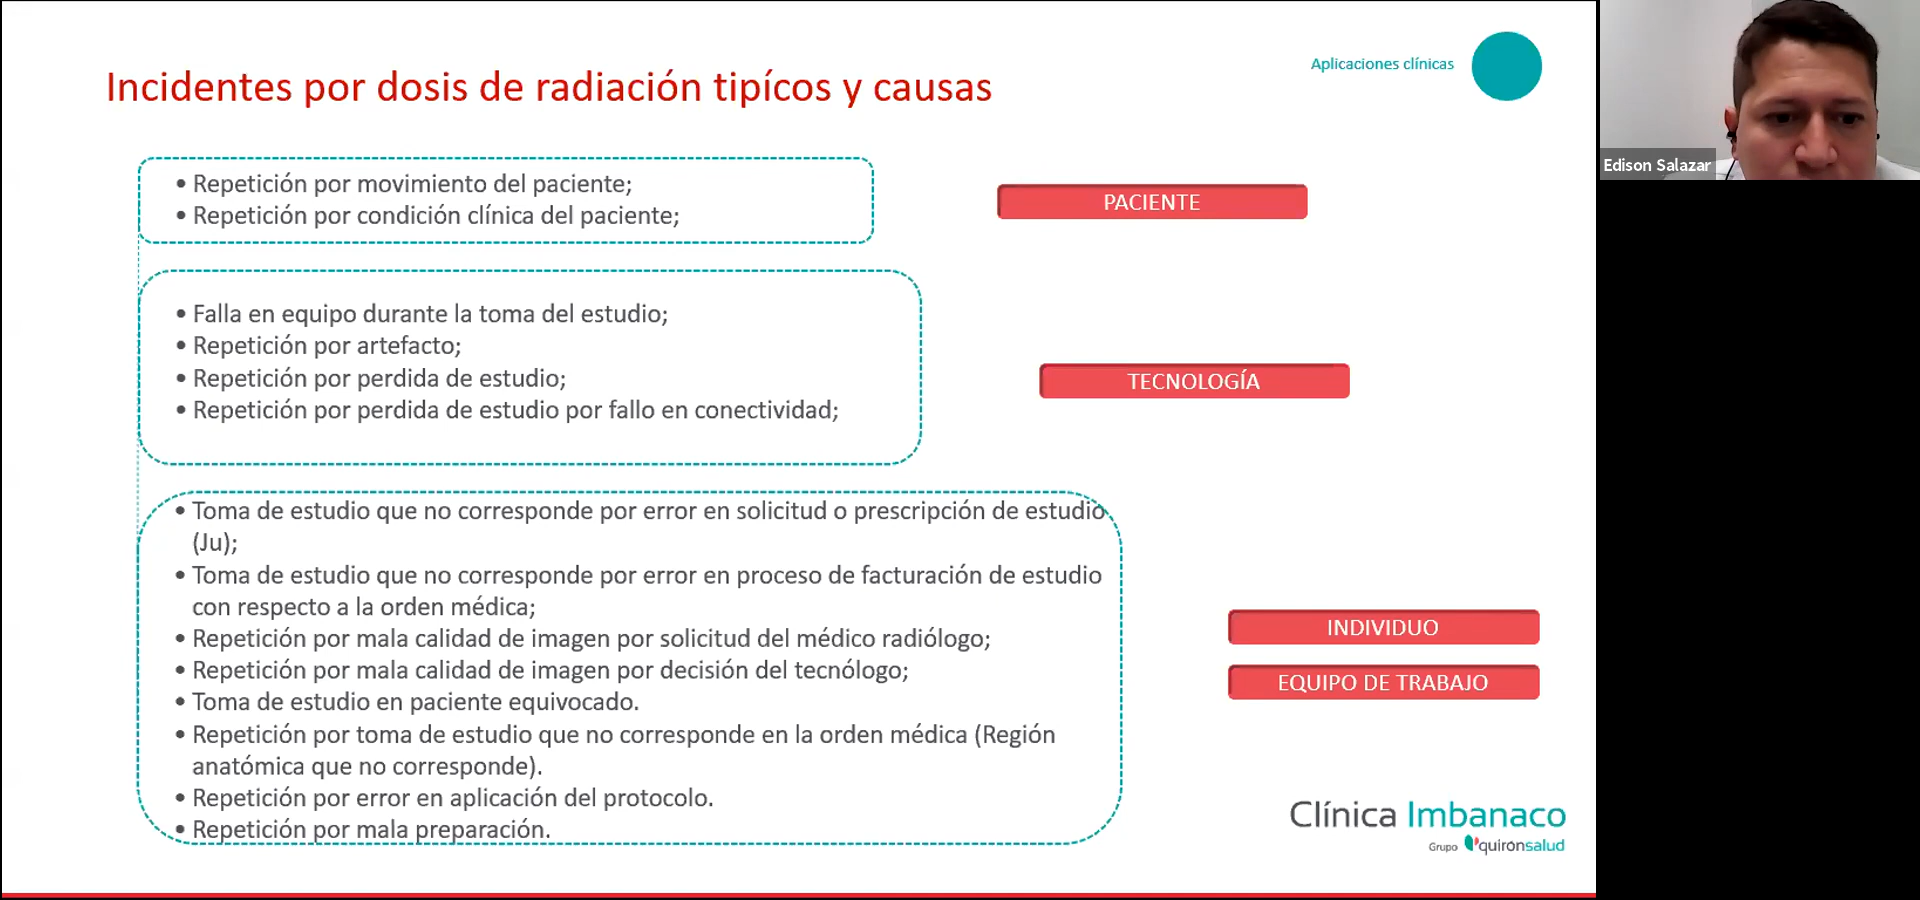 Aplicaciones clínicas
Incidentes por dosis de radiación tipícos y causas
• Repetición por movimiento del paciente;
• Repetición por condición clínica del paciente;
PACIENTE
• Falla en equipo durante la toma del estudio;
• Repetición por artefacto;
• Repetición por perdida de estudio;
• Repetición por perdida de estudio por fallo en conectividad;
TECNOLOGÍA
• Toma de estudio que no corresponde por error en solicitud o prescripción de estudio
(Ju);
• Toma de estudio que no corresponde por error en proceso de facturación de estudio
con respecto a la orden médica;
• Repetición por mala calidad de imagen por solicitud del médico radiólogo;
• Repetición por mala calidad de imagen por decisión del tecnólogo;
• Toma de estudio en paciente equivocado.
• Repetición por toma de estudio que no corresponde en la orden médica (Región
anatómica que no corresponde).
• Repetición por error en aplicación del protocolo.
• Repetición por mala preparación.
INDIVIDUO
EQUIPO DE TRABAJO
Clínica Imbanaco
Grupo quirónsalud
Edison Salazar